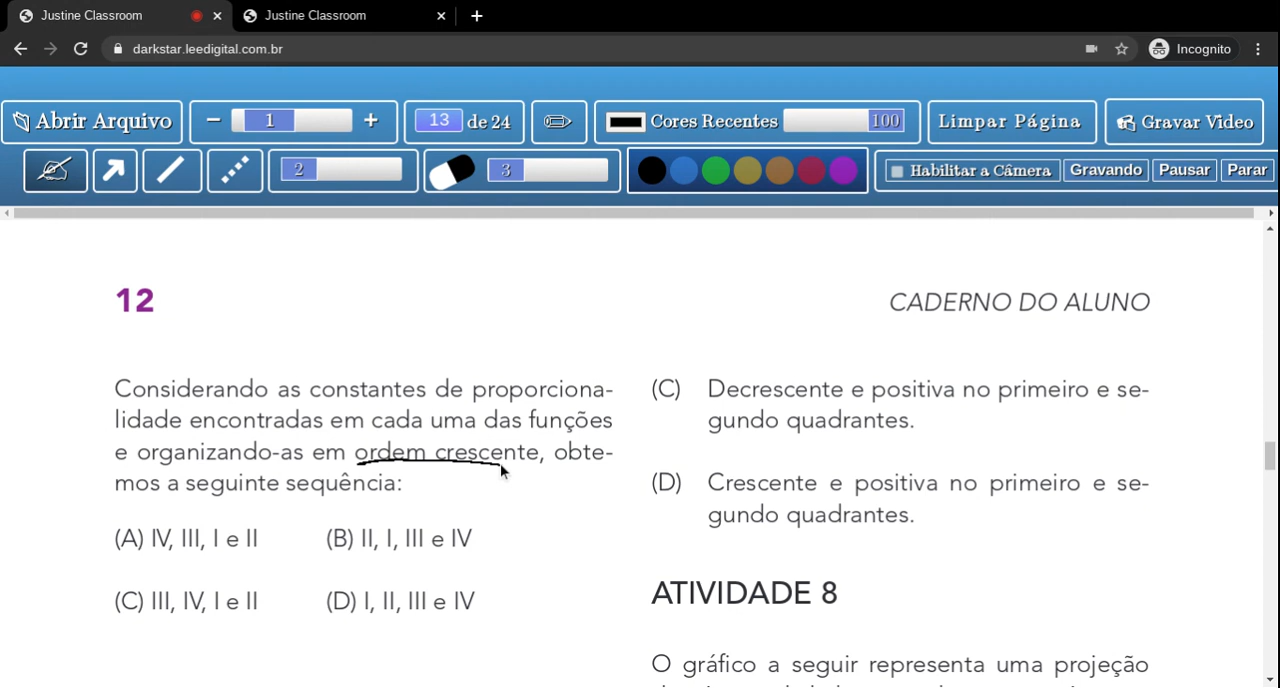 Justine Classroom
Justine Classroom
darkstar.leedigital.com.br
Incognito
Abrir Arquivo
1
13 de 24
Cores Recentes
100
Limpar Página
Gravar Video
2
3
Habilitar a Câmera
Gravando
Pausar
Parar
12
CADERNO DO ALUNO
Considerando as constantes de proporciona-
lidade encontradas em cada uma das funções
e organizando-as em ordem crescente, obte-
mos a seguinte sequência:
(A) IV, III, I e II
(B) II, I, III e IV
(C) III, IV, I e II
(D) I, II, III e IV
(C) Decrescente e positiva no primeiro e se-
gundo quadrantes.
(D) Crescente e positiva no primeiro e se-
gundo quadrantes.
ATIVIDADE 8
O gráfico a seguir representa uma projeção